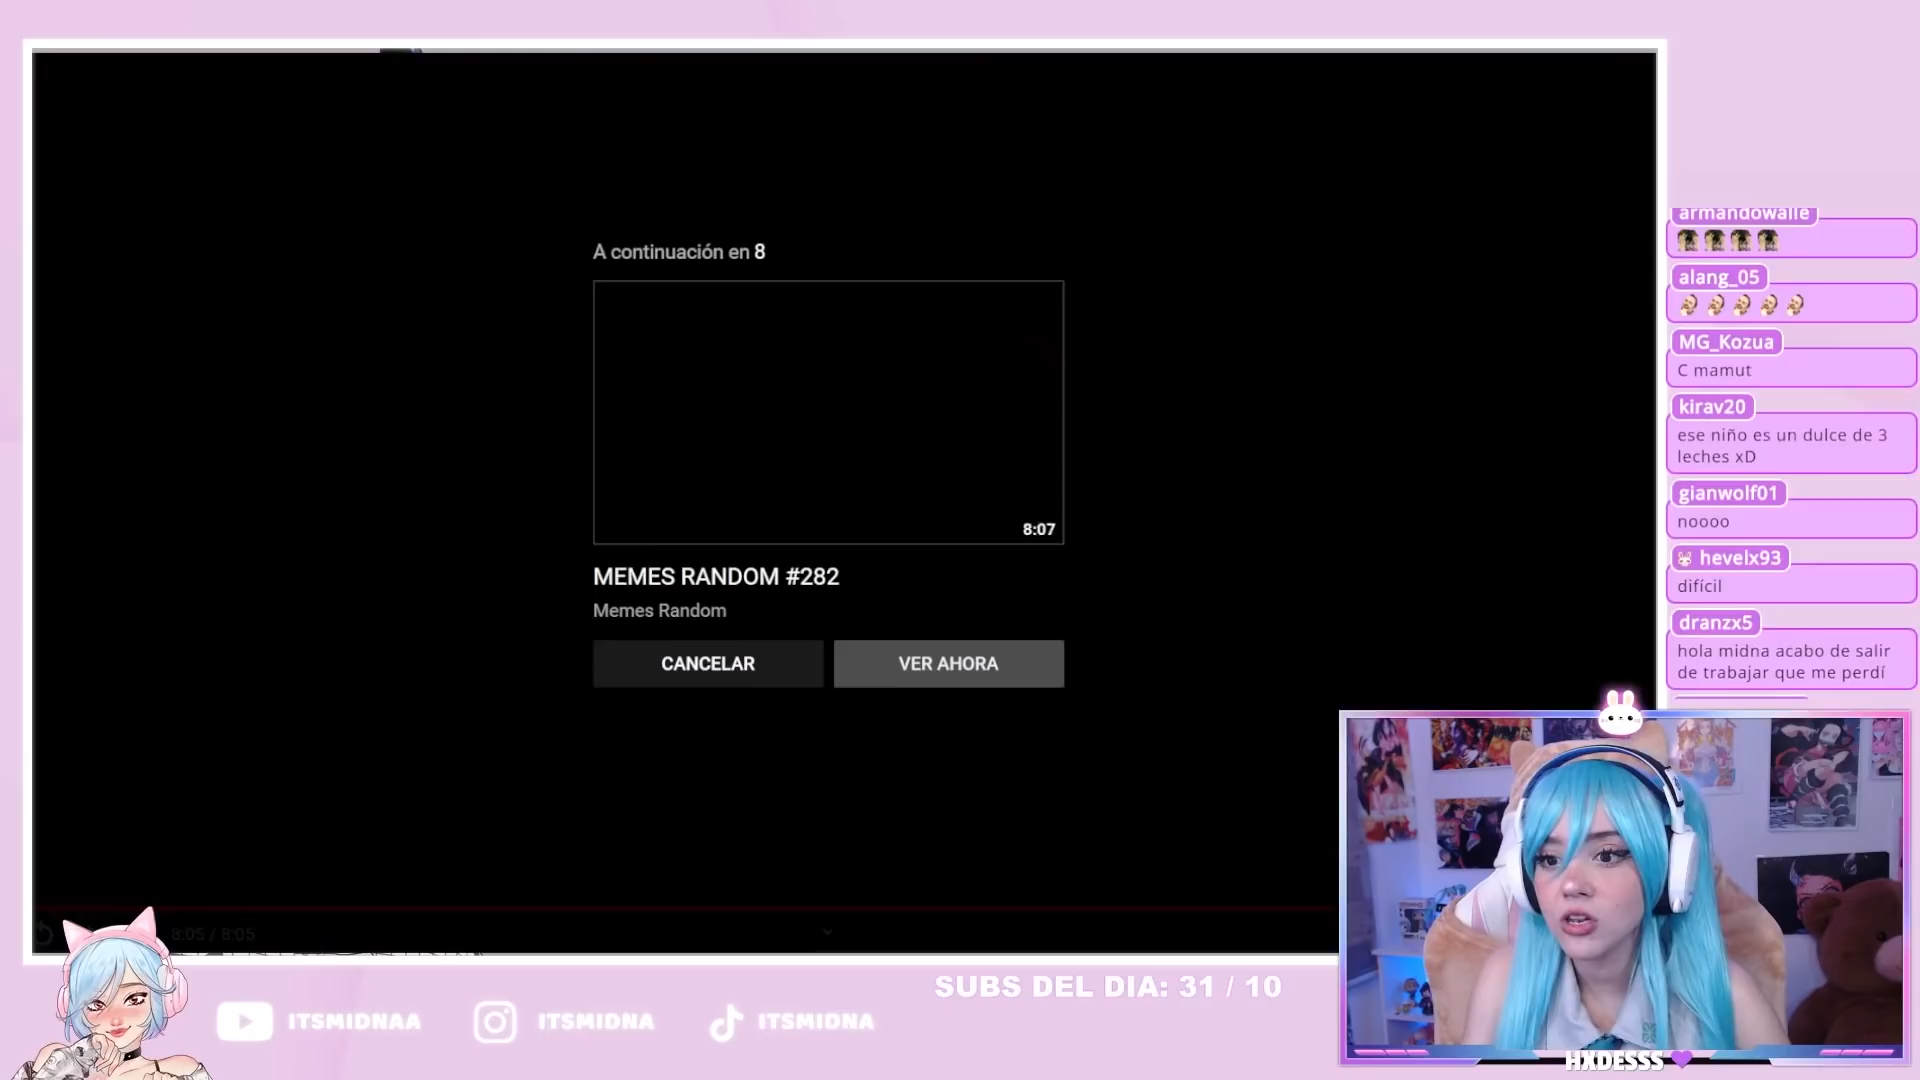 A continuación en 8
8:07
MEMES RANDOM #282
Memes Random
CANCELAR
VER AHORA
8:05 / 8:05
armandowalle
alang_05
MG_Kozua
C mamut
kirav20
ese niño es un dulce de 3
leches xD
gianwolf01
noooo
hevelx93
difícil
dranzx5
hola midna acabo de salir
de trabajar que me perdí
SUBS DEL DIA: 31 / 10
ITSMIDNAA
ITSMIDNA
ITSMIDNA
HXDESSS